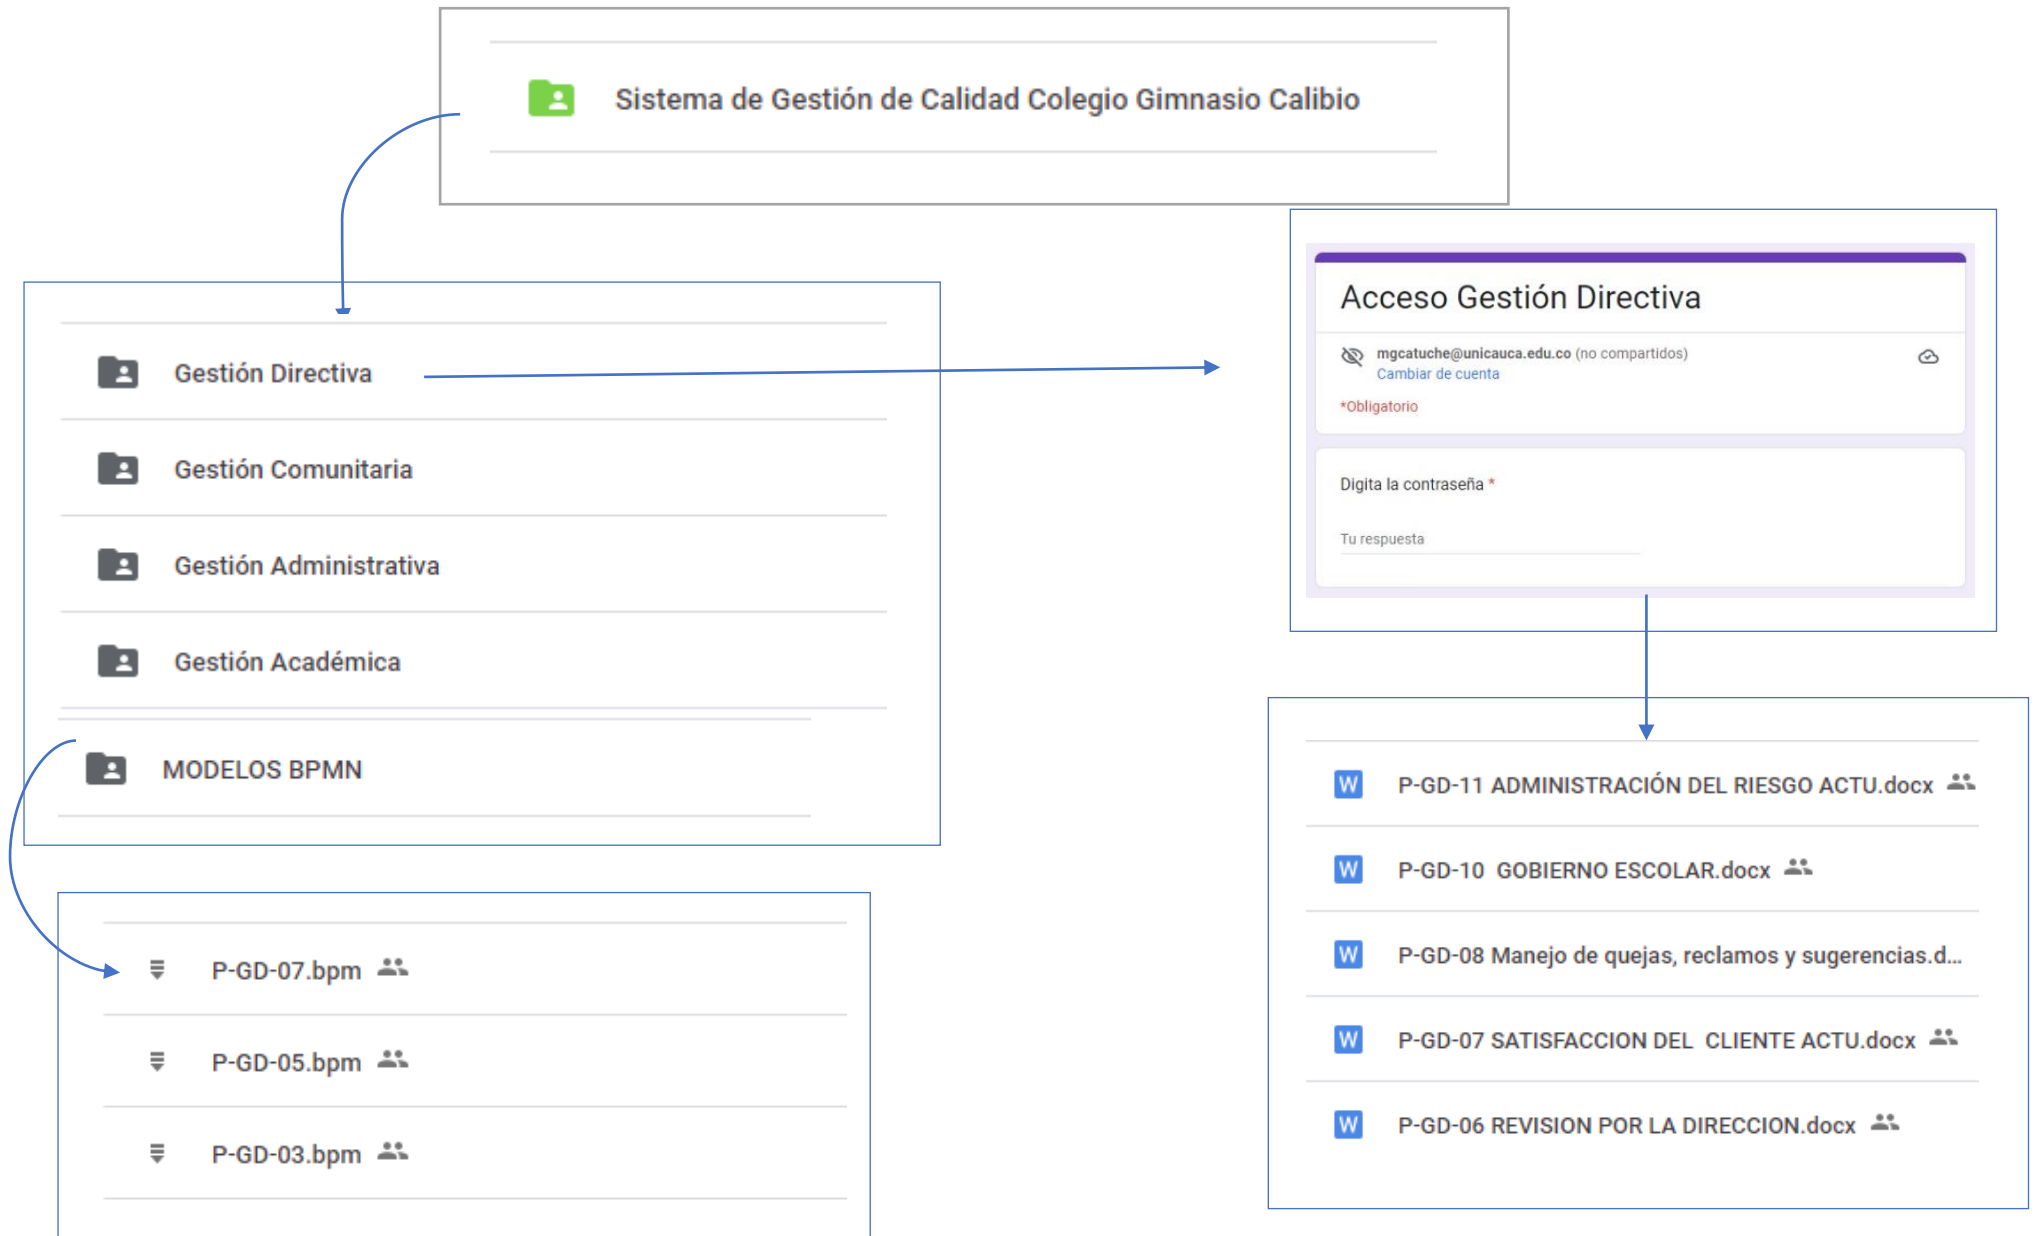 Sistema de Gestión de Calidad Colegio Gimnasio Calibio
Gestión Directiva
Gestión Comunitaria
Gestión Administrativa
Gestión Académica
MODELOS BPMN
P-GD-07.bpm
P-GD-05.bpm
P-GD-03.bpm
Acceso Gestión Directiva
mgcatuche@unicauca.edu.co (no compartidos)
Cambiar de cuenta
*Obligatorio
Digita la contraseña *
Tu respuesta
W P-GD-11 ADMINISTRACIÓN DEL RIESGO ACTU.docx
W P-GD-10 GOBIERNO ESCOLAR.docx
W P-GD-08 Manejo de quejas, reclamos y sugerencias.d...
W P-GD-07 SATISFACCION DEL CLIENTE ACTU.docx
W P-GD-06 REVISION POR LA DIRECCION.docx